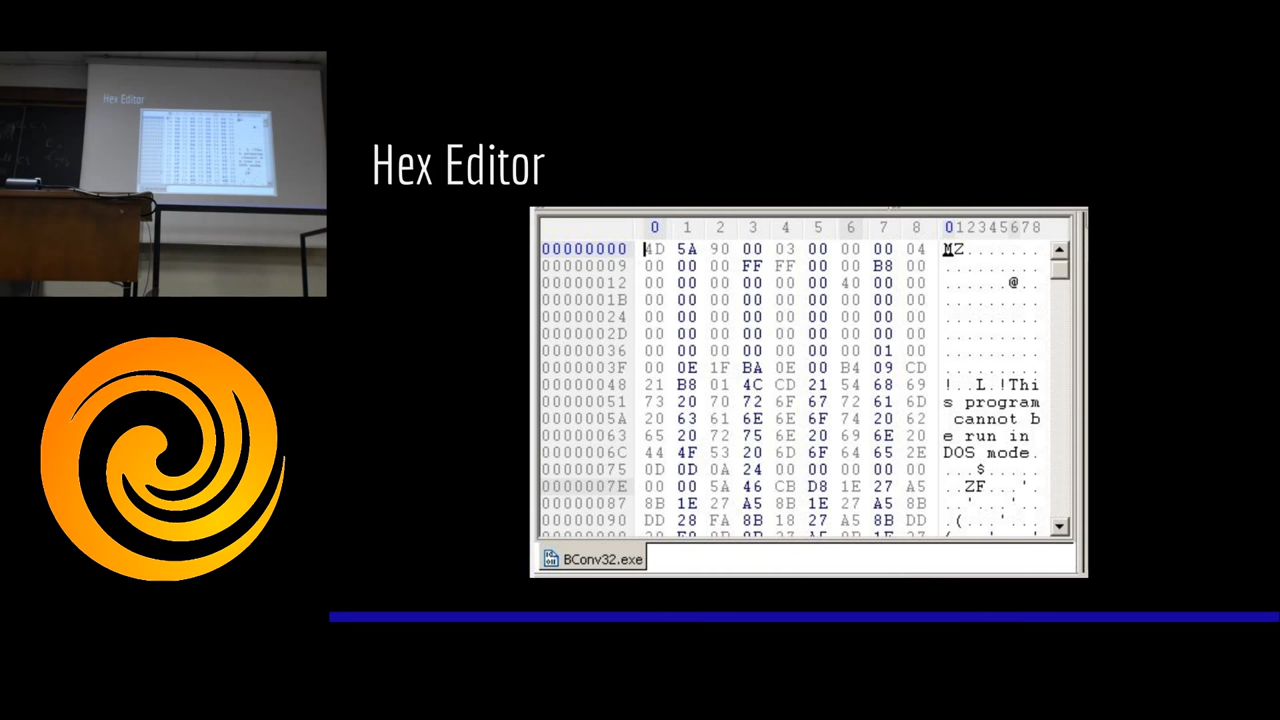 Hex Editor
Hex Editor
0 1 2 3 4 5 6 7 8 012345678
00000000 4D 5A 90 00 03 00 00 00 04 MZ.......
00000009 00 00 00 FF FF 00 00 B8 00 .........
00000012 00 00 00 00 00 00 40 00 00 ......@..
0000001B 00 00 00 00 00 00 00 00 00 .........
00000024 00 00 00 00 00 00 00 00 00 .........
0000002D 00 00 00 00 00 00 00 00 00 .........
00000036 00 00 00 00 00 00 00 01 00 .........
0000003F 00 0E 1F BA 0E 00 B4 09 CD .........
00000048 21 B8 01 4C CD 21 54 68 69 !..L.!Thi
00000051 73 20 70 72 6F 67 72 61 6D s program
0000005A 20 63 61 6E 6E 6F 74 20 62 cannot b
00000063 65 20 72 75 6E 20 69 6E 20 e run in
0000006C 44 4F 53 20 6D 6F 64 65 2E DOS mode.
00000075 0D 0D 0A 24 00 00 00 00 00 ...$.....
0000007E 00 00 5A 46 CB D8 1E 27 A5 ..ZF...'.
00000087 8B 1E 27 A5 8B 1E 27 A5 8B ..'...'..
00000090 DD 28 FA 8B 18 27 A5 8B DD .(...'...
BConv32.exe